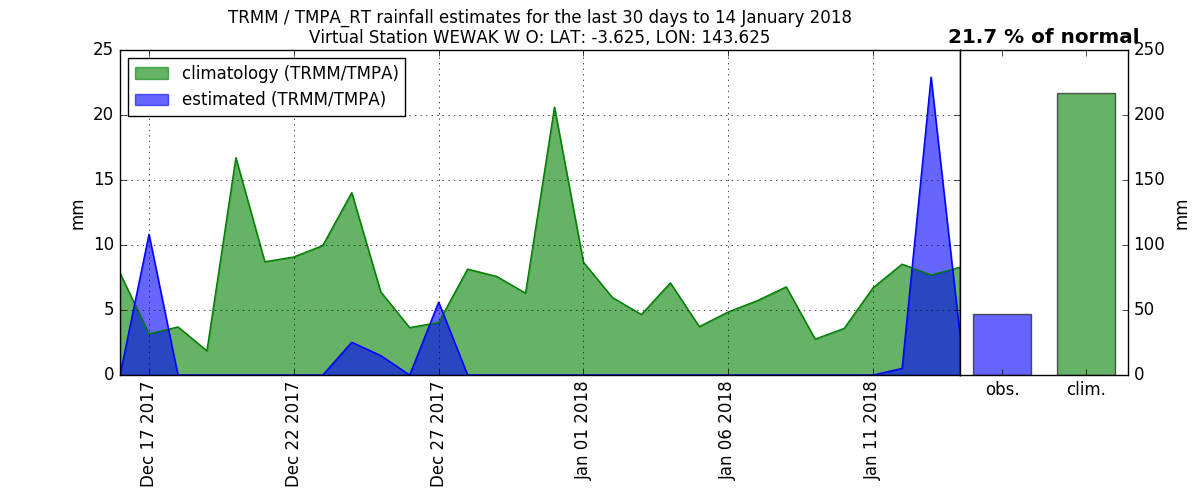 TRMM / TMPA_RT rainfall estimates for the last 30 days to 14 January 2018
Virtual Station WEWAK W O: LAT: -3.625, LON: 143.625
21.7 % of normal
climatology (TRMM/TMPA)
estimated (TRMM/TMPA)
25
20
15
10
5
0
mm
Dec 17 2017
Dec 22 2017
Dec 27 2017
Jan 01 2018
Jan 06 2018
Jan 11 2018
250
200
150
100
50
0
mm
obs.
clim.